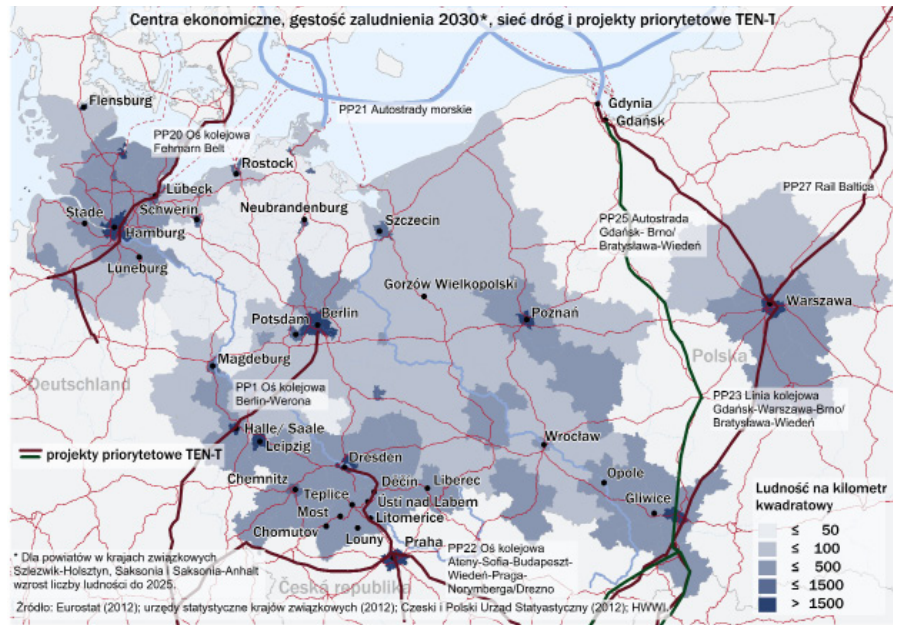 Centra ekonomiczne, gęstość zaludnienia 2030*, sieć dróg i projekty priorytetowe TEN-T
Flensburg
PP21 Autostrady morskie
Gdynia
Gdańsk
PP20 Oś kolejowa
Fehmarn Belt
Rostock
Lübeck
PP27 Rail Baltica
Stade
Schwerin
Neubrandenburg
Szczecin
Hamburg
PP25 Autostrada
Gdańsk- Brno/
Bratysława-Wiedeń
Luneburg
Gorzów Wielkopolski
Warszawa
Potsdam
Berlin
Poznań
Magdeburg
Polska
Deutschland
PP1 Oś kolejowa
Berlin-Werona
PP23 Linia kolejowa
Gdańsk-Warszawa-Brno/
Bratysława-Wiedeń
Halle/ Saale
Leipzig
Wrocław
projekty priorytetowe TEN-T
Dresden
Chemnitz
Děčín
Liberec
Opole
Teplice
Ústí nad Labem
Gliwice
Most
Litomerice
Chomutov
Louny
Praha
Ludność na kilometr
kwadratowy
≤ 50
≤ 100
≤ 500
≤ 1500
> 1500
PP22 Oś kolejowa
Ateny-Sofia-Budapeszt-
Wiedeń-Praga-
Norymberga/Drezno
* Dla powiatów w krajach związkowych
Szlezwik-Holsztyn, Saksonia i Saksonia-Anhalt
wzrost liczby ludności do 2025.
Česká republika
Źródło: Eurostat (2012); urzędy statystyczne krajów związkowych (2012); Czeski i Polski Urząd Statyastyczny (2012); HWWI.